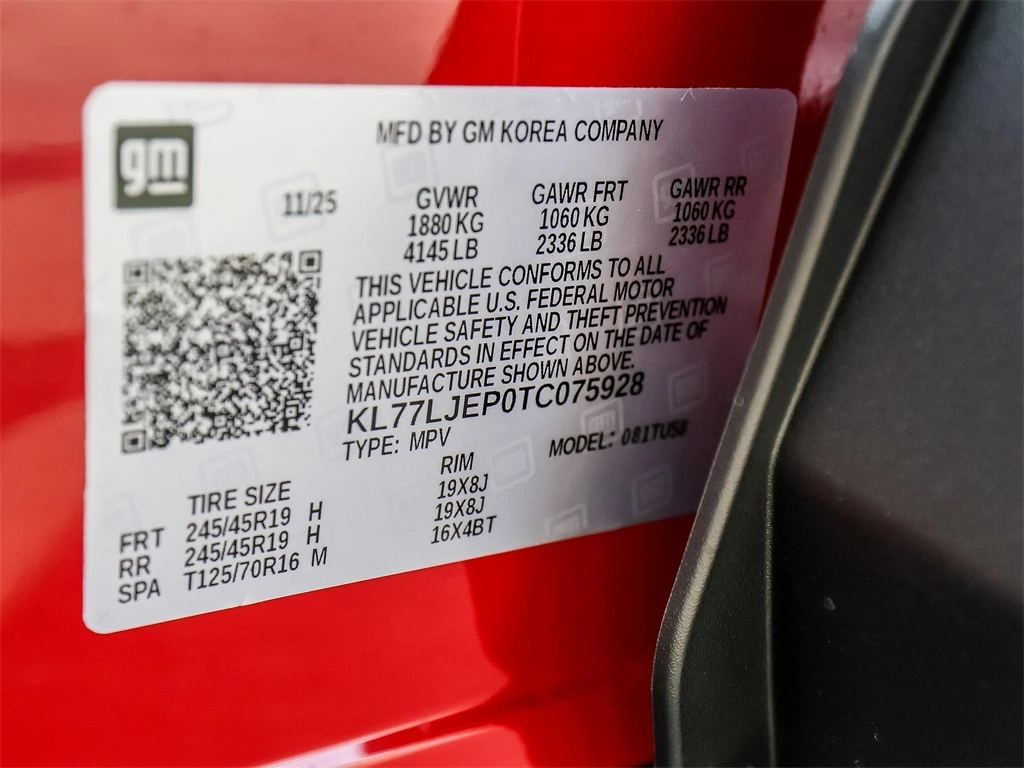 gm
MFD BY GM KOREA COMPANY
11/25 GVWR GAWR FRT GAWR RR
1880 KG 1060 KG 1060 KG
4145 LB 2336 LB 2336 LB
THIS VEHICLE CONFORMS TO ALL
APPLICABLE U.S. FEDERAL MOTOR
VEHICLE SAFETY AND THEFT PREVENTION
STANDARDS IN EFFECT ON THE DATE OF
MANUFACTURE SHOWN ABOVE.
KL77LJEP0TC075928
TYPE: MPV MODEL: 081TU58
TIRE SIZE RIM
FRT 245/45R19 H 19X8J
RR 245/45R19 H 19X8J
SPA T125/70R16 M 16X4BT